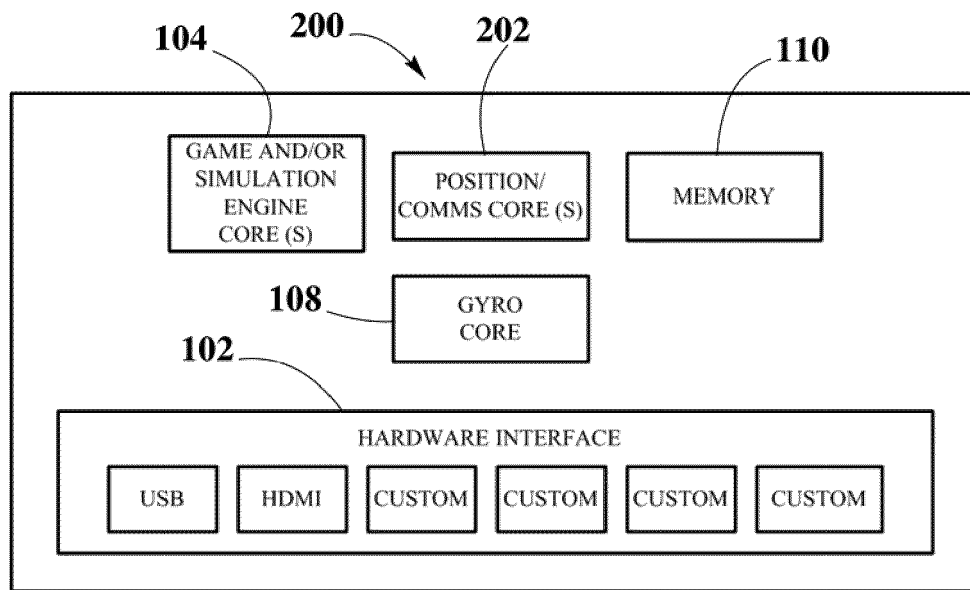 200
202
104
110
GAME AND/OR
SIMULATION
ENGINE
CORE (S)
POSITION/
COMMS CORE (S)
MEMORY
108
GYRO
CORE
102
HARDWARE INTERFACE
USB
HDMI
CUSTOM
CUSTOM
CUSTOM
CUSTOM